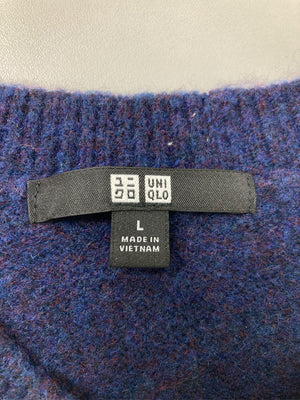 ユニ UNI
クロ QLO
L
MADE IN
VIETNAM